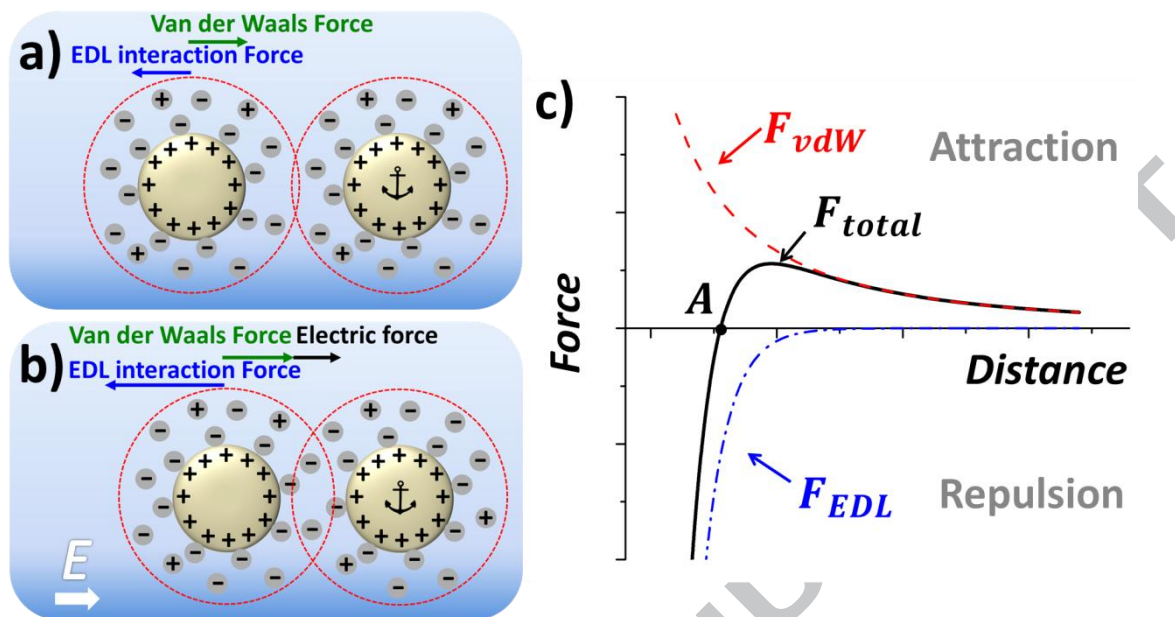 a)
Van der Waals Force
EDL interaction Force
b)
Van der Waals Force Electric force
EDL interaction Force
E
c)
Force
F_vdW
Attraction
F_total
A
Distance
F_EDL
Repulsion